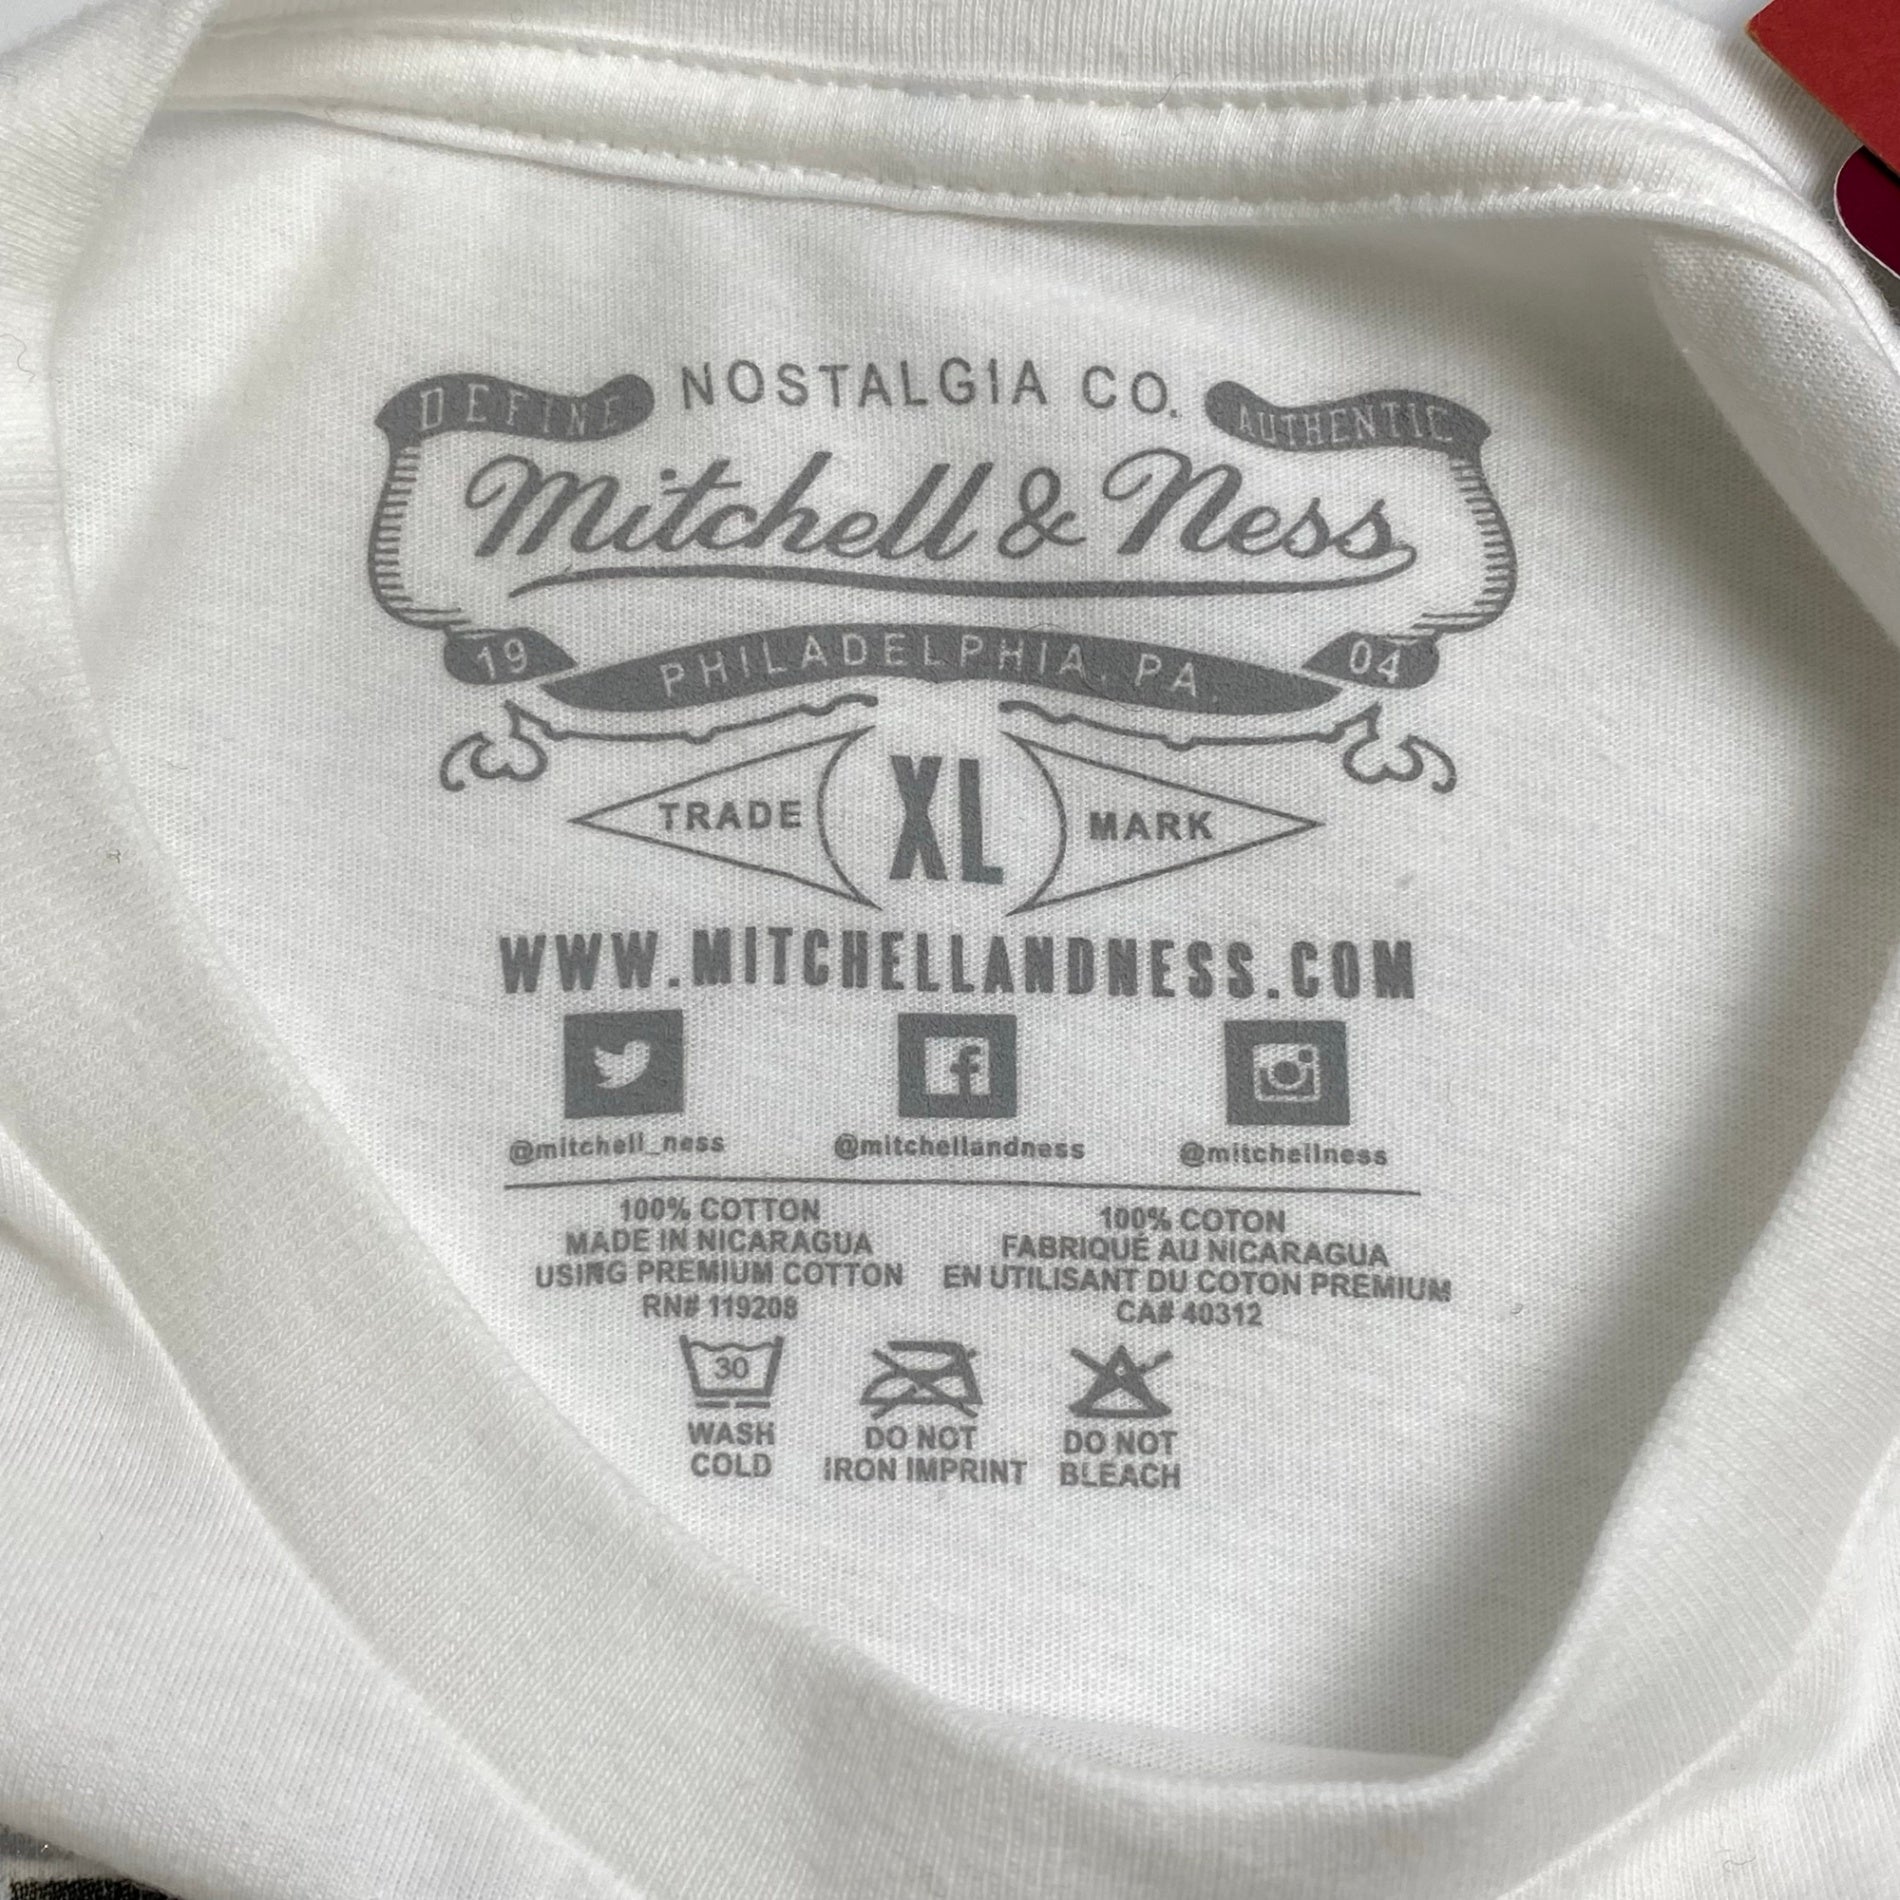 NOSTALGIA CO.
DEFINE
AUTHENTIC
Mitchell & Ness
19
PHILADELPHIA, PA.
04
TRADE
XL
MARK
WWW.MITCHELLANDNESS.COM
@mitchell_ness
@mitchellandness
@mitchellness
100% COTTON
MADE IN NICARAGUA
USING PREMIUM COTTON
RN# 119208
100% COTON
FABRIQUÉ AU NICARAGUA
EN UTILISANT DU COTON PREMIUM
CA# 40312
30
WASH
COLD
DO NOT
IRON IMPRINT
DO NOT
BLEACH